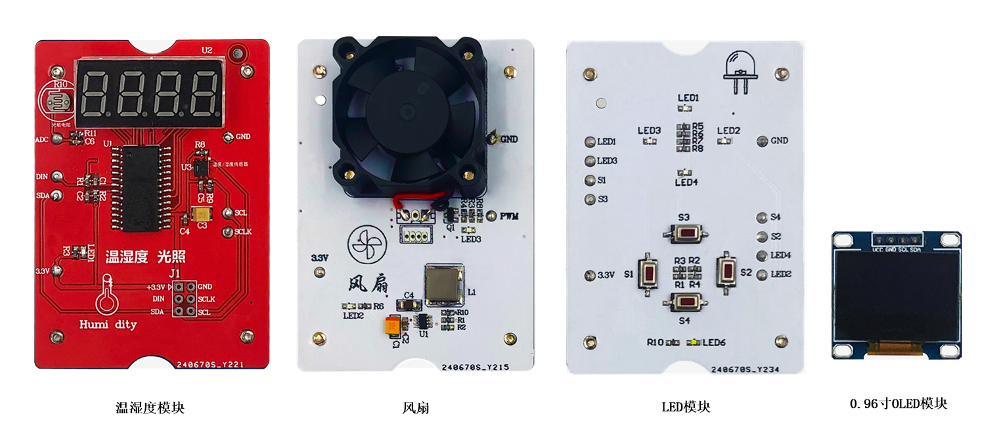 U2
R10
光敏电阻
ADC
R11
C6
U1
GND
R8
U3
温度/湿度传感器
DIN
SDA
R1
C1
C2
R2
C5
R9
SCL
SCLK
C4
C3
R3
LED1
3.3V
温湿度 光照
J1
+3.3V
GND
DIN
SCLK
SDA
SCL
Humi dity
240670S_Y221
温湿度模块
GND
R4
R3
R8
Q1
PWM
LED3
3.3V
风扇
L1
C4
LED2
R6
R10
R1
R2
C1
C2
U1
240670S_Y215
风扇
LED1
LED3
R5
R6
R7
R8
LED2
LED4
LED1
LED3
S1
S3
GND
S3
S1
R3
R2
R1
R4
S2
S4
S4
S2
LED4
LED2
3.3V
R10
LED6
240670S_Y234
LED模块
VCC GND SCL SDA
0.96寸OLED模块